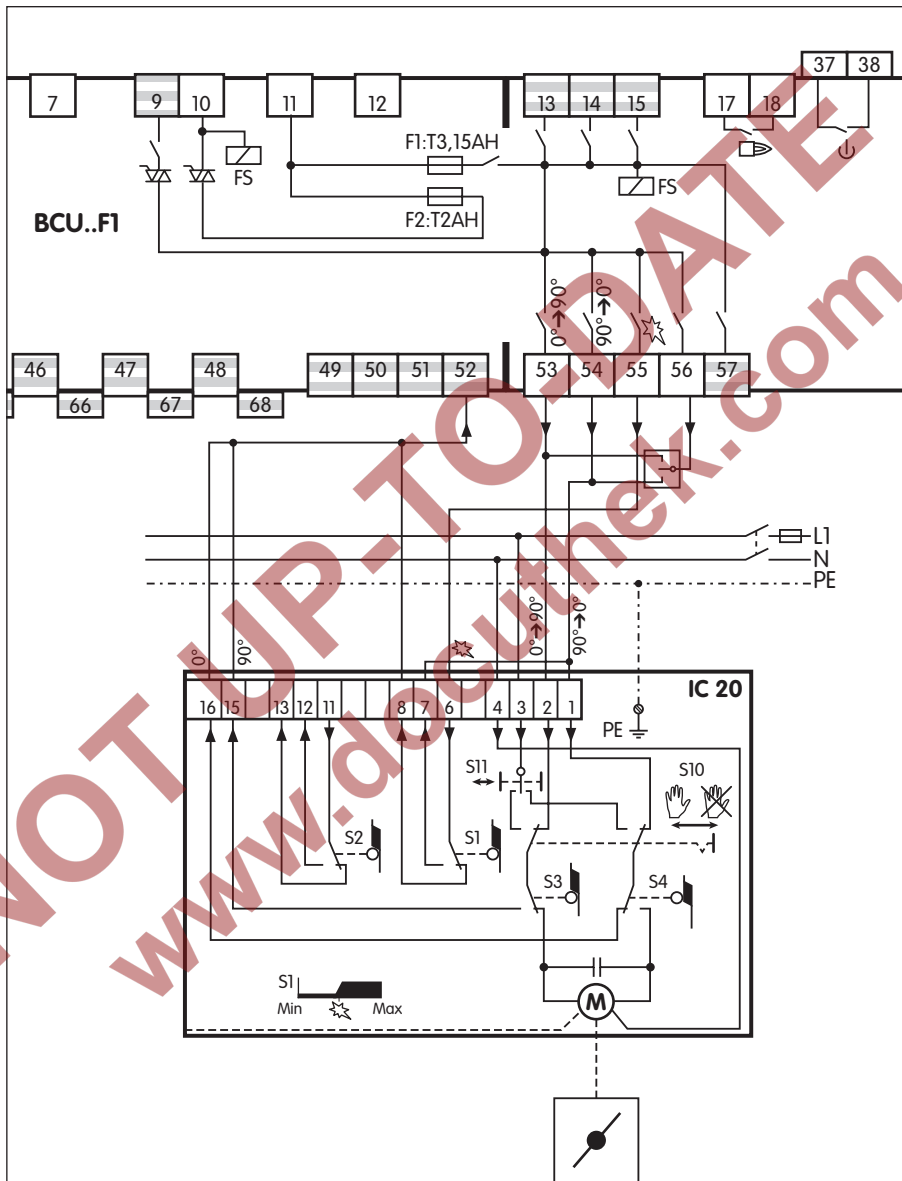 37 38
7 9 10 11 12 13 14 15 17 18
F1:T3,15AH
FS
FS
F2:T2AH
BCU..F1
0°➔90°
90°➔0°
46 47 48 49 50 51 52 53 54 55 56 57
66 67 68
L1
N
PE
0°
90°
0°➔90°
90°➔0°
IC 20
16 15 13 12 11 8 7 6 4 3 2 1
PE
S11
S10
S2
S1
S3
S4
S1
Min
Max
M
NOT UP-TO-DATE
www.docuthek.com